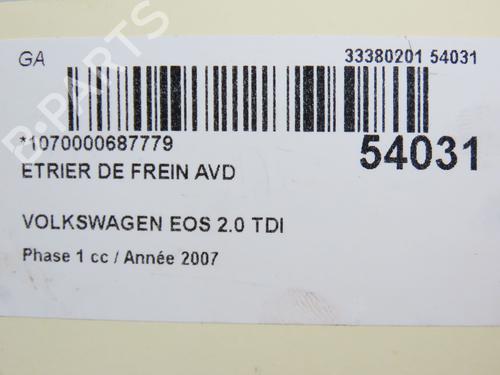 GA
33380201 54031
*1070000687779
54031
ETRIER DE FREIN AVD
VOLKSWAGEN EOS 2.0 TDI
Phase 1 cc / Année 2007
B-PARTS